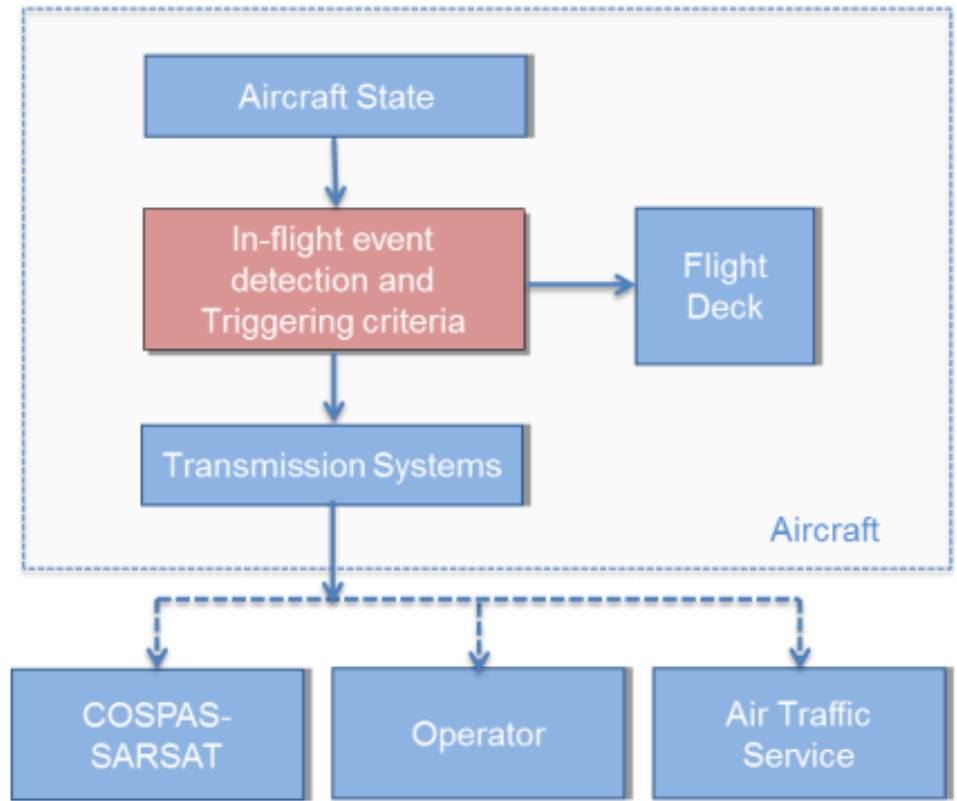 Aircraft State
In-flight event
detection and
Triggering criteria
Flight
Deck
Transmission Systems
Aircraft
COSPAS-
SARSAT
Operator
Air Traffic
Service